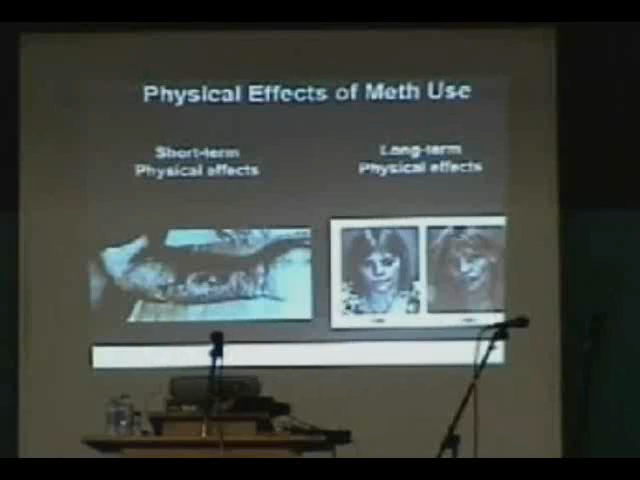 Physical Effects of Meth Use
Short-term
Physical effects
Long-term
Physical effects